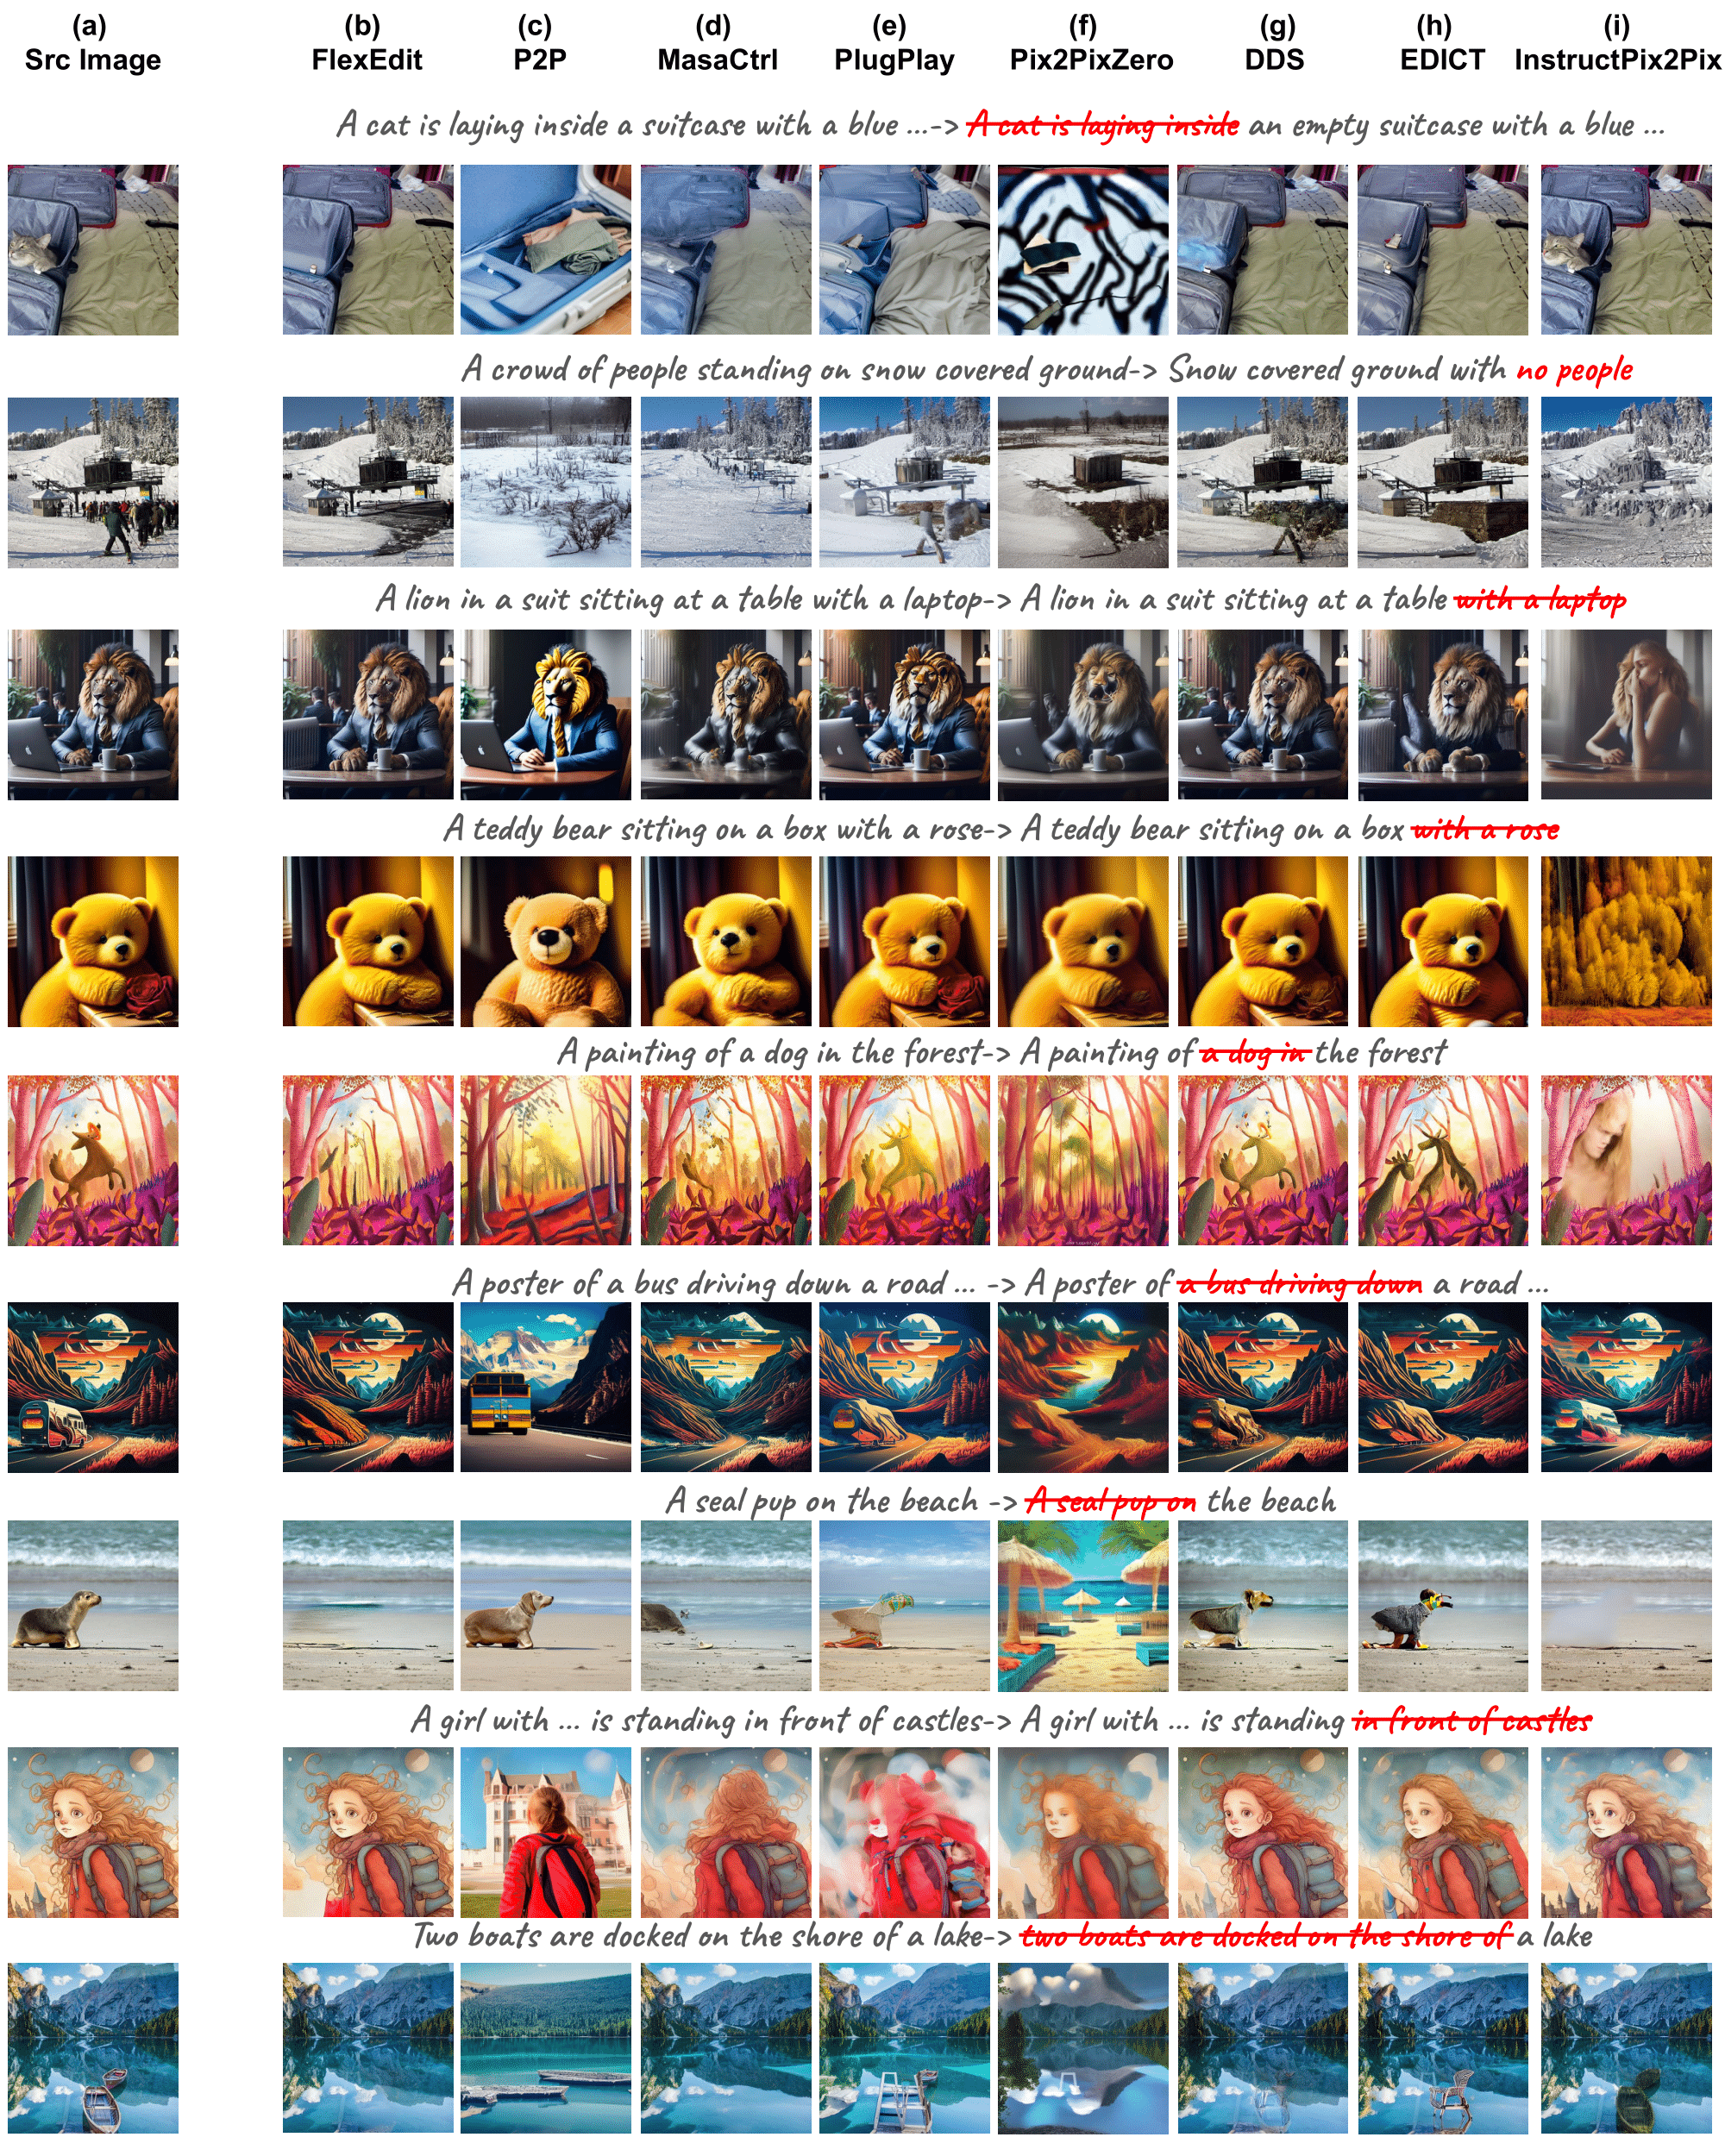 (a) (b) (c) (d) (e) (f) (g) (h) (i)
Src Image FlexEdit P2P MasaCtrl PlugPlay Pix2PixZero DDS EDICT InstructPix2Pix
A cat is laying inside a suitcase with a blue ...-> A cat is laying inside an empty suitcase with a blue ...
A crowd of people standing on snow covered ground-> Snow covered ground with no people
A lion in a suit sitting at a table with a laptop-> A lion in a suit sitting at a table with a laptop
A teddy bear sitting on a box with a rose-> A teddy bear sitting on a box with a rose
A painting of a dog in the forest-> A painting of a dog in the forest
A poster of a bus driving down a road ... -> A poster of a bus driving down a road ...
A seal pup on the beach -> A seal pup on the beach
A girl with ... is standing in front of castles-> A girl with ... is standing in front of castles
Two boats are docked on the shore of a lake-> two boats are docked on the shore of a lake